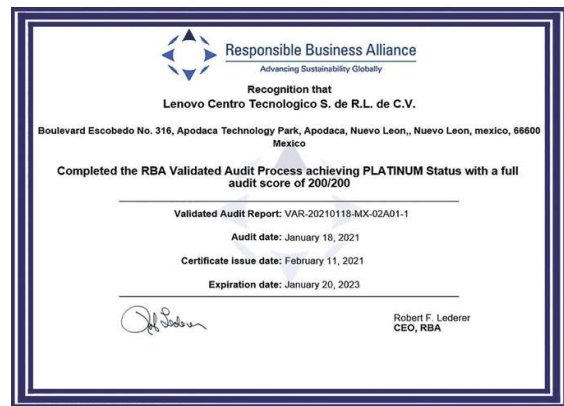 Responsible Business Alliance
Advancing Sustainability Globally
Recognition that
Lenovo Centro Tecnologico S. de R.L. de C.V.
Boulevard Escobedo No. 316, Apodaca Technology Park, Apodaca, Nuevo Leon,, Nuevo Leon, mexico, 66600
Mexico
Completed the RBA Validated Audit Process achieving PLATINUM Status with a full
audit score of 200/200
Validated Audit Report: VAR-20210118-MX-02A01-1
Audit date: January 18, 2021
Certificate issue date: February 11, 2021
Expiration date: January 20, 2023
Rob Lederer
Robert F. Lederer
CEO, RBA